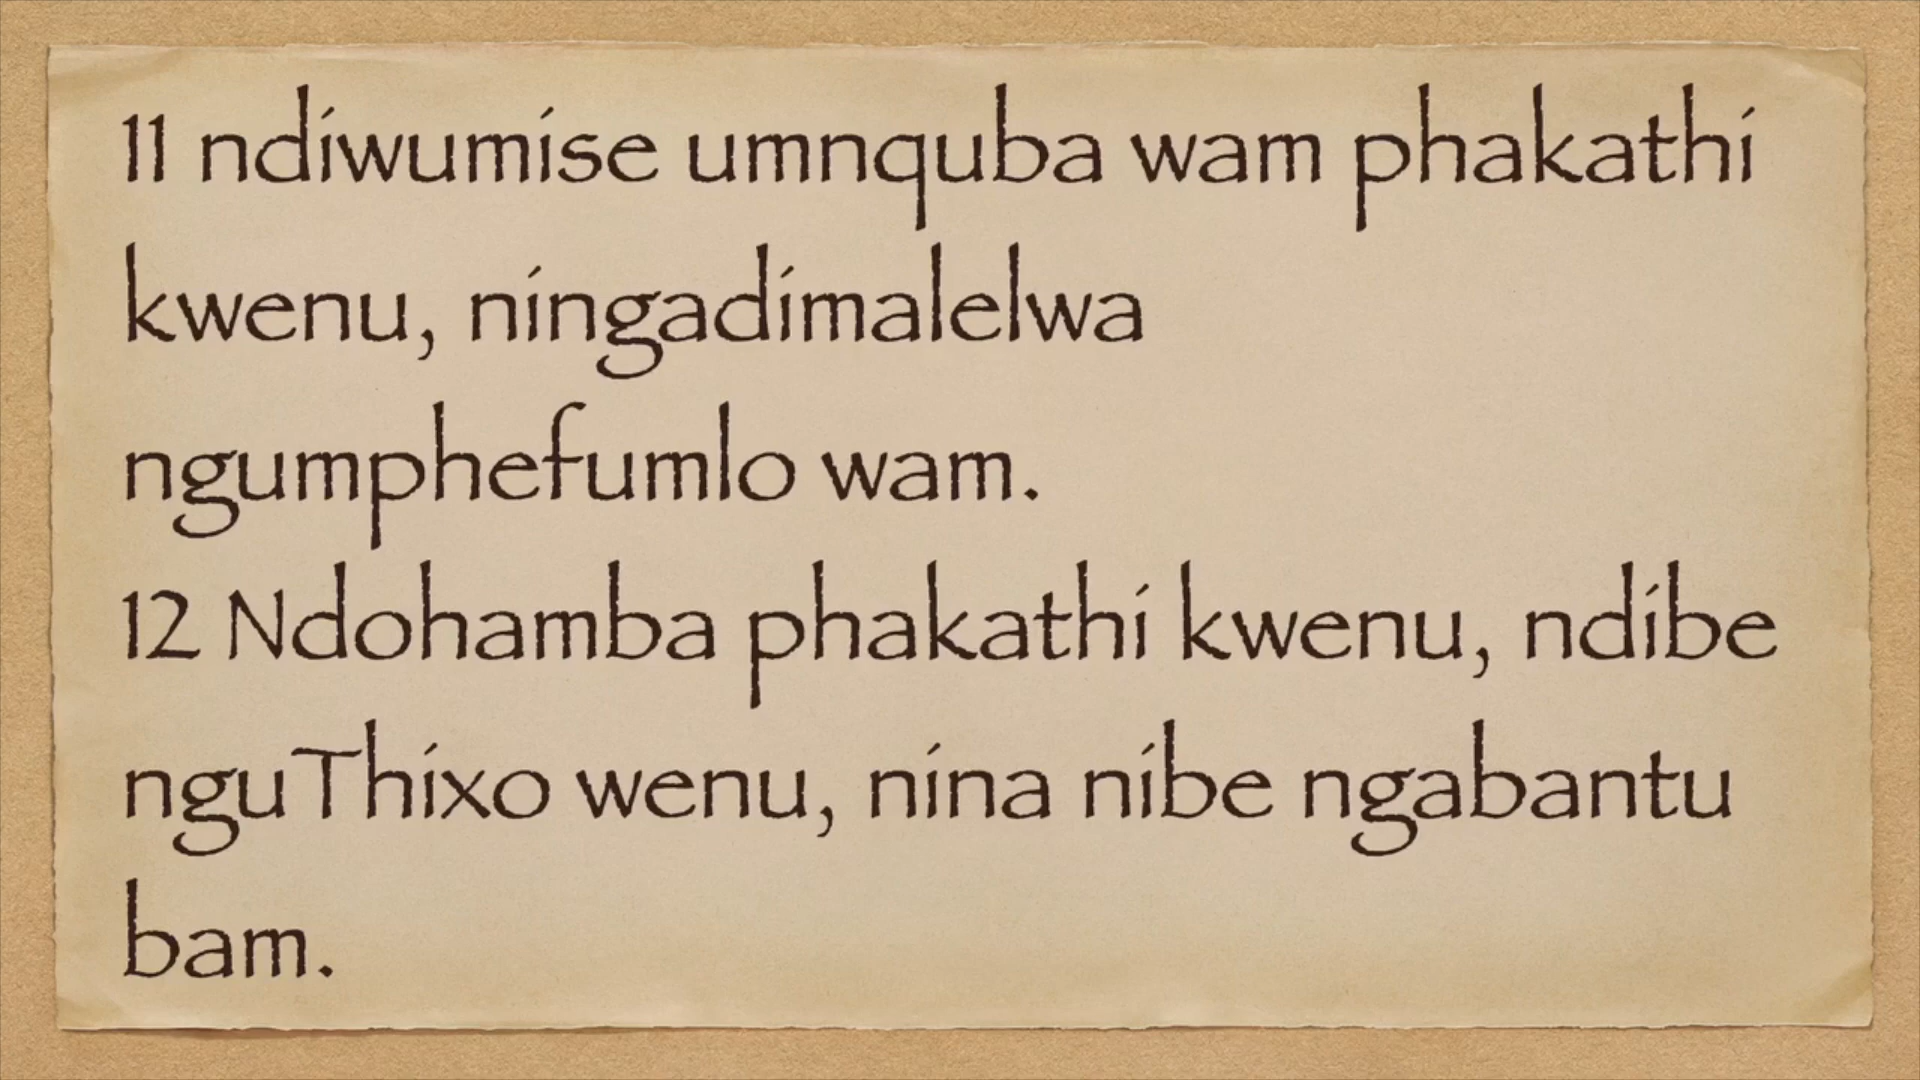 11 ndiwumise umnquba wam phakathi
kwenu, ningadimalelwa
ngumphefumlo wam.
12 Ndohamba phakathi kwenu, ndibe
nguThixo wenu, nina nibe ngabantu
bam.